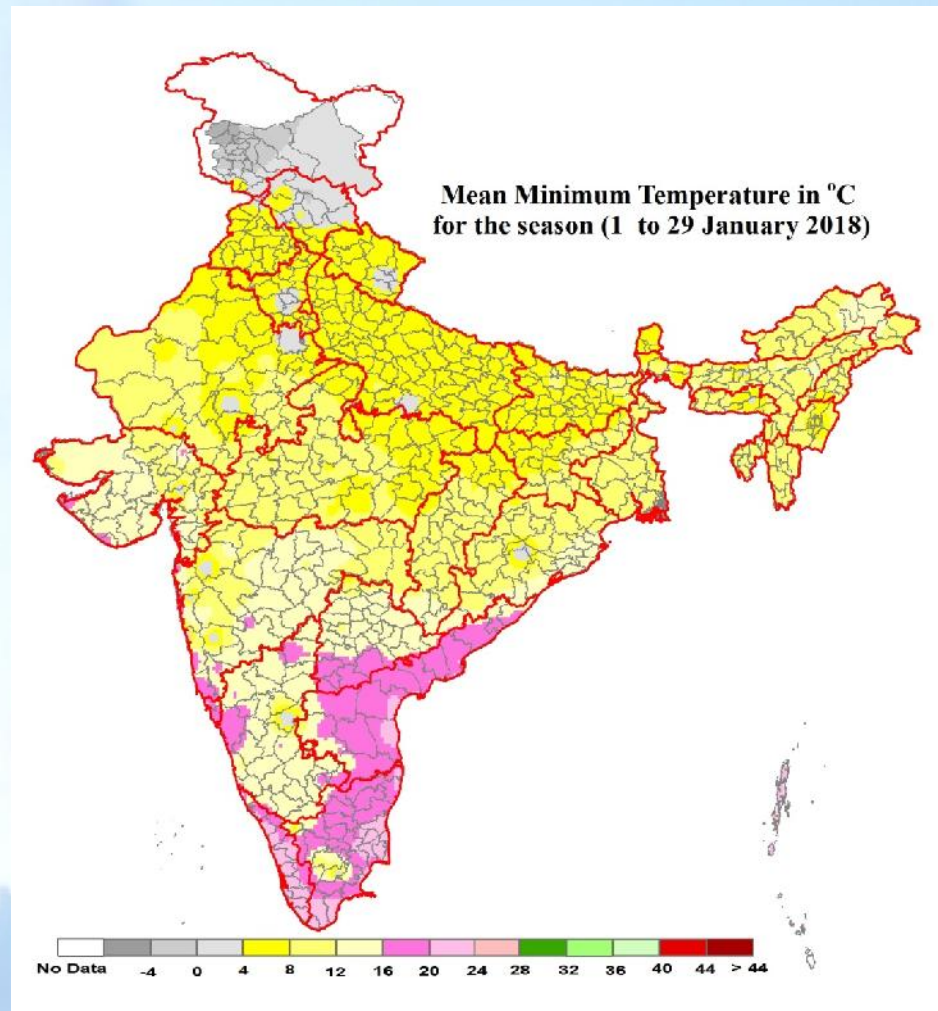 Mean Minimum Temperature in °C
for the season (1 to 29 January 2018)
No Data -4 0 4 8 12 16 20 24 28 32 36 40 44 > 44